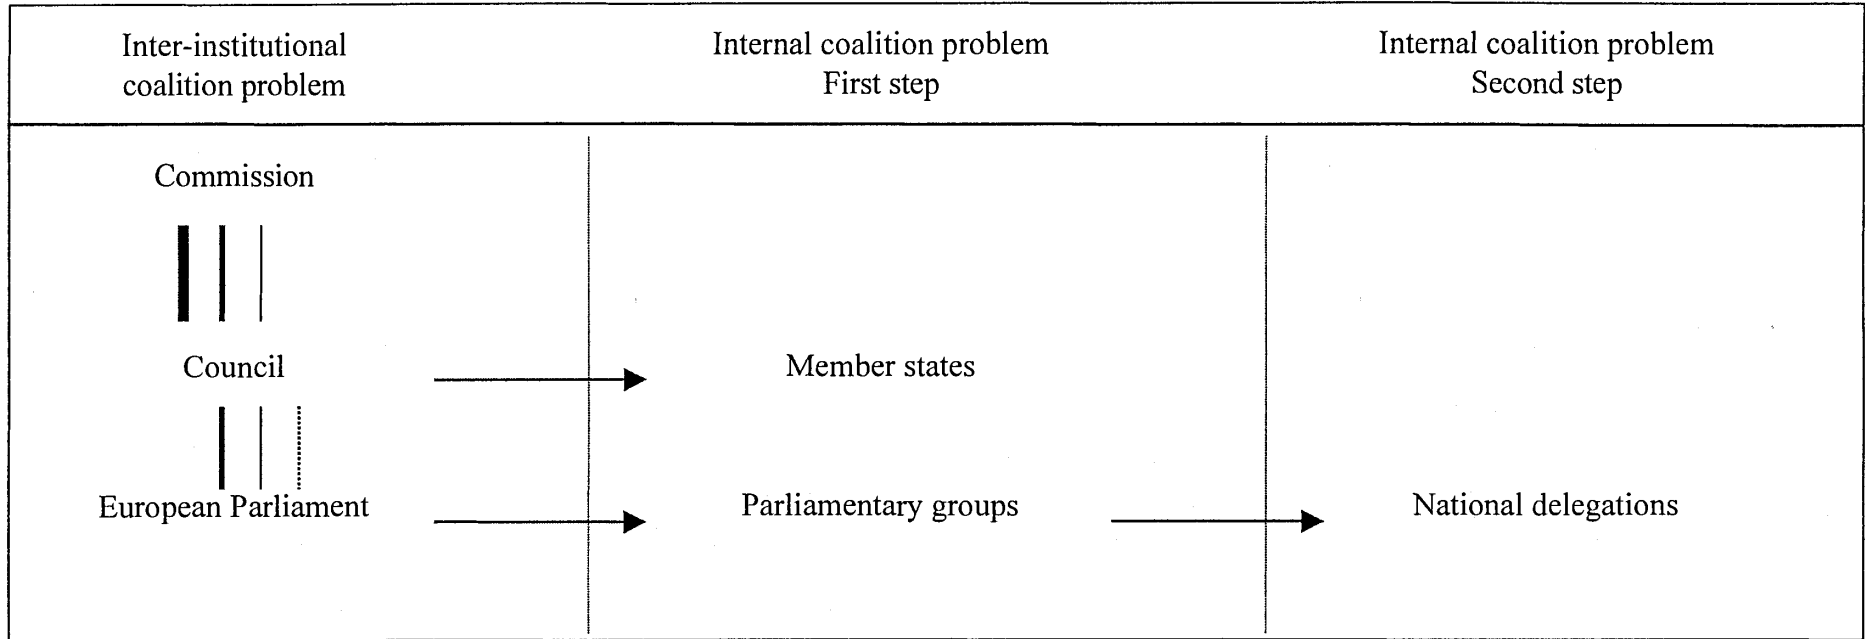 Inter-institutional
coalition problem
Internal coalition problem
First step
Internal coalition problem
Second step
Commission
Council
Member states
European Parliament
Parliamentary groups
National delegations